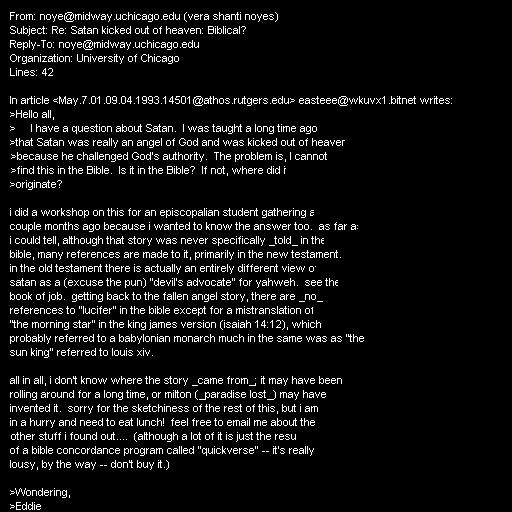 From: noye@midway.uchicago.edu (vera shanti noyes)
Subject: Re: Satan kicked out of heaven: Biblical?
Reply-To: noye@midway.uchicago.edu
Organization: University of Chicago
Lines: 42

In article <May.7.01.09.04.1993.14501@athos.rutgers.edu> easteee@wkuvx1.bitnet writes:
>Hello all,
>     I have a question about Satan.  I was taught a long time ago
>that Satan was really an angel of God and was kicked out of heaven
>because he challenged God's authority.  The problem is, I cannot
>find this in the Bible.  Is it in the Bible?  If not, where did i
>originate?

i did a workshop on this for an episcopalian student gathering a
couple months ago because i wanted to know the answer too.  as far as
i could tell, although that story was never specifically _told_ in the
bible, many references are made to it, primarily in the new testament.
in the old testament there is actually an entirely different view of
satan as a (excuse the pun) "devil's advocate" for yahweh.  see the
book of job.  getting back to the fallen angel story, there are _no_
references to "lucifer" in the bible except for a mistranslation of
"the morning star" in the king james version (isaiah 14:12), which
probably referred to a babylonian monarch much in the same was as "the
sun king" referred to louis xiv.

all in all, i don't know where the story _came from_; it may have been
rolling around for a long time, or milton (_paradise lost_) may have
invented it.  sorry for the sketchiness of the rest of this, but i am
in a hurry and need to eat lunch!  feel free to email me about the
other stuff i found out....  (although a lot of it is just the resu
of a bible concordance program called "quickverse" -- it's really
lousy, by the way -- don't buy it.)

>Wondering,
>Eddie